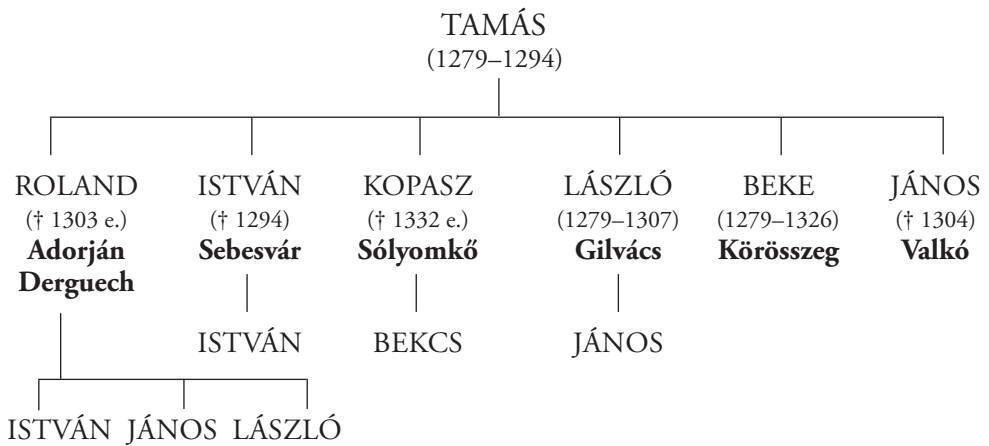 TAMÁS
(1279–1294)
ROLAND ISTVÁN KOPASZ LÁSZLÓ BEKE JÁNOS
(† 1303 e.) († 1294) († 1332 e.) (1279–1307) (1279–1326) († 1304)
Adorján Sebesvár Sólyomkő Gilvács Körösszeg Valkó
Derguech
ISTVÁN BEKCS JÁNOS
ISTVÁN JÁNOS LÁSZLÓ